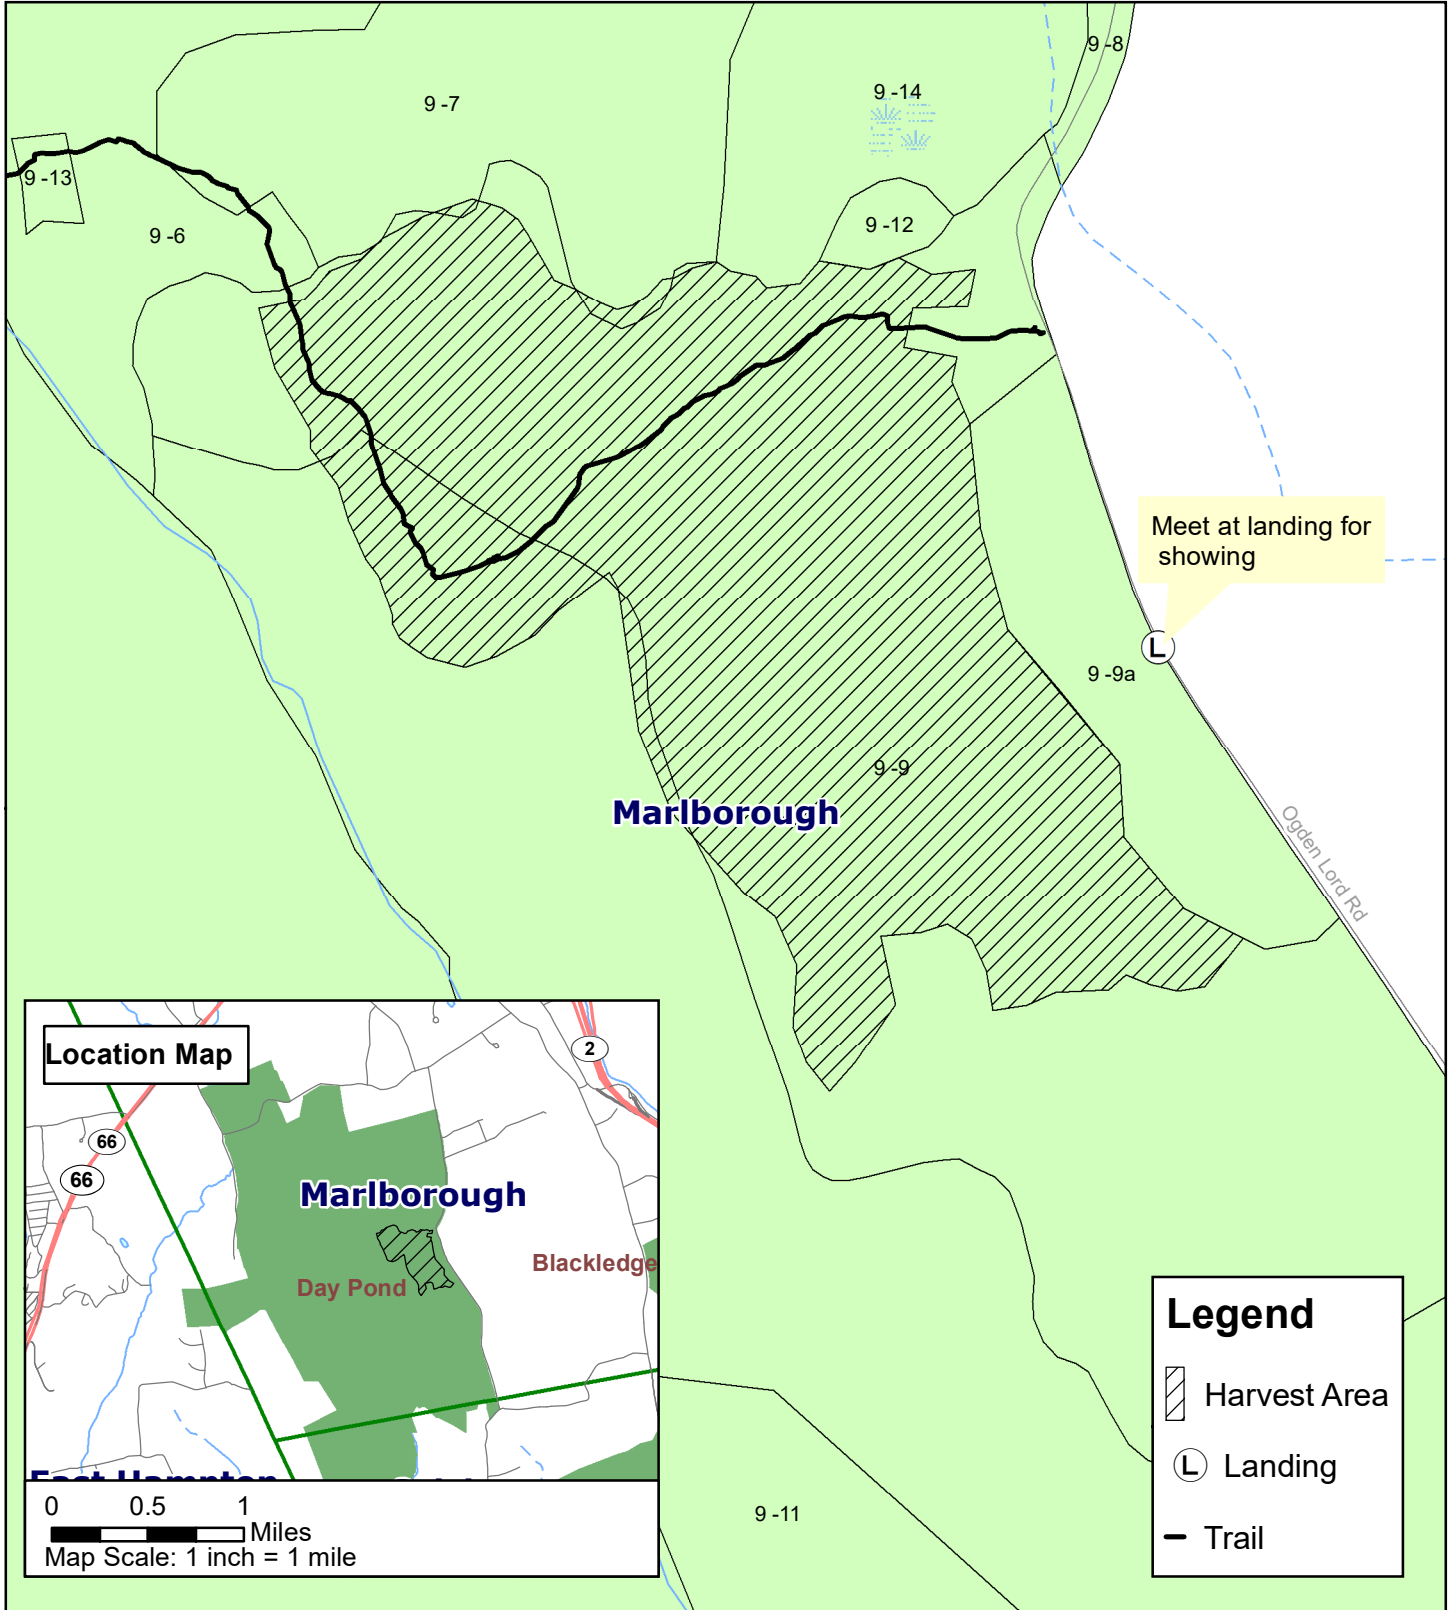 9 -8
9 -7
9 -14
9 -13
9 -12
9 -6
Meet at landing for
showing
L
9 -9a
9 -9
Marlborough
Ogden Lord Rd
Location Map
2
66
66
Marlborough
Blackledge
Day Pond
East Hampton
0 0.5 1
Miles
Map Scale: 1 inch = 1 mile
9 -11
Legend
Harvest Area
L Landing
Trail